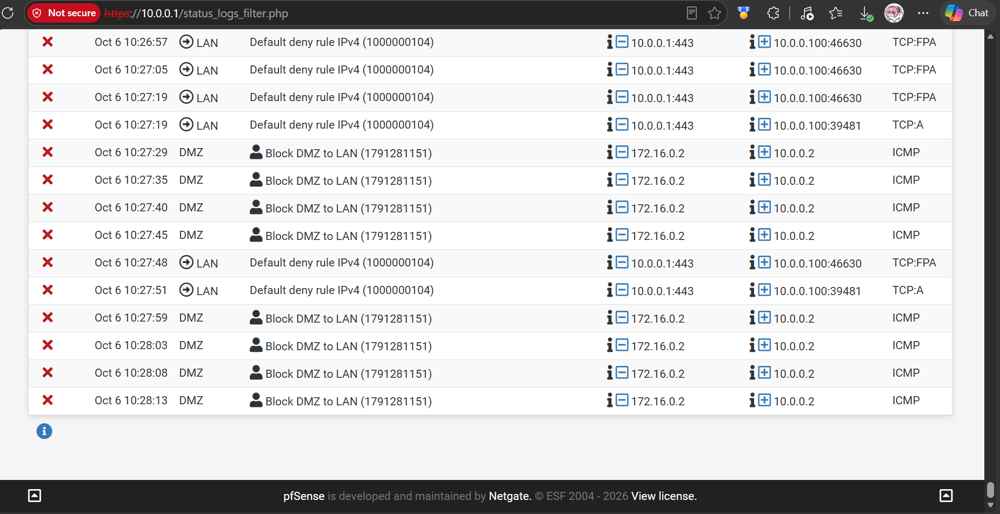 Not secure https://10.0.0.1/status_logs_filter.php Chat
Oct 6 10:26:57 LAN Default deny rule IPv4 (1000000104) 10.0.0.1:443 10.0.0.100:46630 TCP:FPA
Oct 6 10:27:05 LAN Default deny rule IPv4 (1000000104) 10.0.0.1:443 10.0.0.100:46630 TCP:FPA
Oct 6 10:27:19 LAN Default deny rule IPv4 (1000000104) 10.0.0.1:443 10.0.0.100:46630 TCP:FPA
Oct 6 10:27:19 LAN Default deny rule IPv4 (1000000104) 10.0.0.1:443 10.0.0.100:39481 TCP:A
Oct 6 10:27:29 DMZ Block DMZ to LAN (1791281151) 172.16.0.2 10.0.0.2 ICMP
Oct 6 10:27:35 DMZ Block DMZ to LAN (1791281151) 172.16.0.2 10.0.0.2 ICMP
Oct 6 10:27:40 DMZ Block DMZ to LAN (1791281151) 172.16.0.2 10.0.0.2 ICMP
Oct 6 10:27:45 DMZ Block DMZ to LAN (1791281151) 172.16.0.2 10.0.0.2 ICMP
Oct 6 10:27:48 LAN Default deny rule IPv4 (1000000104) 10.0.0.1:443 10.0.0.100:46630 TCP:FPA
Oct 6 10:27:51 LAN Default deny rule IPv4 (1000000104) 10.0.0.1:443 10.0.0.100:39481 TCP:A
Oct 6 10:27:59 DMZ Block DMZ to LAN (1791281151) 172.16.0.2 10.0.0.2 ICMP
Oct 6 10:28:03 DMZ Block DMZ to LAN (1791281151) 172.16.0.2 10.0.0.2 ICMP
Oct 6 10:28:08 DMZ Block DMZ to LAN (1791281151) 172.16.0.2 10.0.0.2 ICMP
Oct 6 10:28:13 DMZ Block DMZ to LAN (1791281151) 172.16.0.2 10.0.0.2 ICMP
pfSense is developed and maintained by Netgate. © ESF 2004 - 2026 View license.